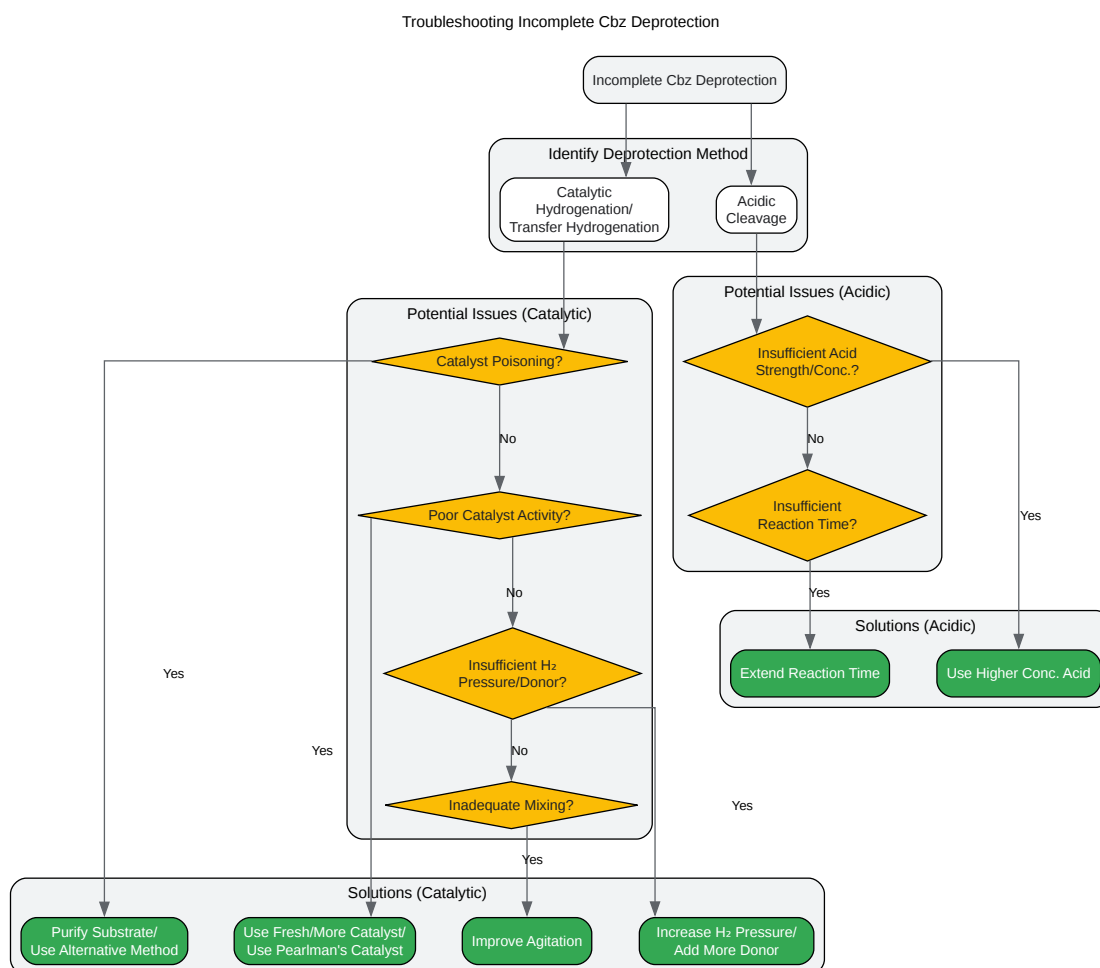 Troubleshooting Incomplete Cbz Deprotection
Incomplete Cbz Deprotection
Identify Deprotection Method
Catalytic
Hydrogenation/
Transfer Hydrogenation
Acidic
Cleavage
Potential Issues (Catalytic)
Catalyst Poisoning?
No
Poor Catalyst Activity?
No
Insufficient H₂
Pressure/Donor?
No
Inadequate Mixing?
Yes
Yes
Yes
Yes
Potential Issues (Acidic)
Insufficient Acid
Strength/Conc.?
No
Insufficient
Reaction Time?
Yes
Yes
Solutions (Acidic)
Extend Reaction Time
Use Higher Conc. Acid
Solutions (Catalytic)
Purify Substrate/
Use Alternative Method
Use Fresh/More Catalyst/
Use Pearlman's Catalyst
Improve Agitation
Increase H₂ Pressure/
Add More Donor